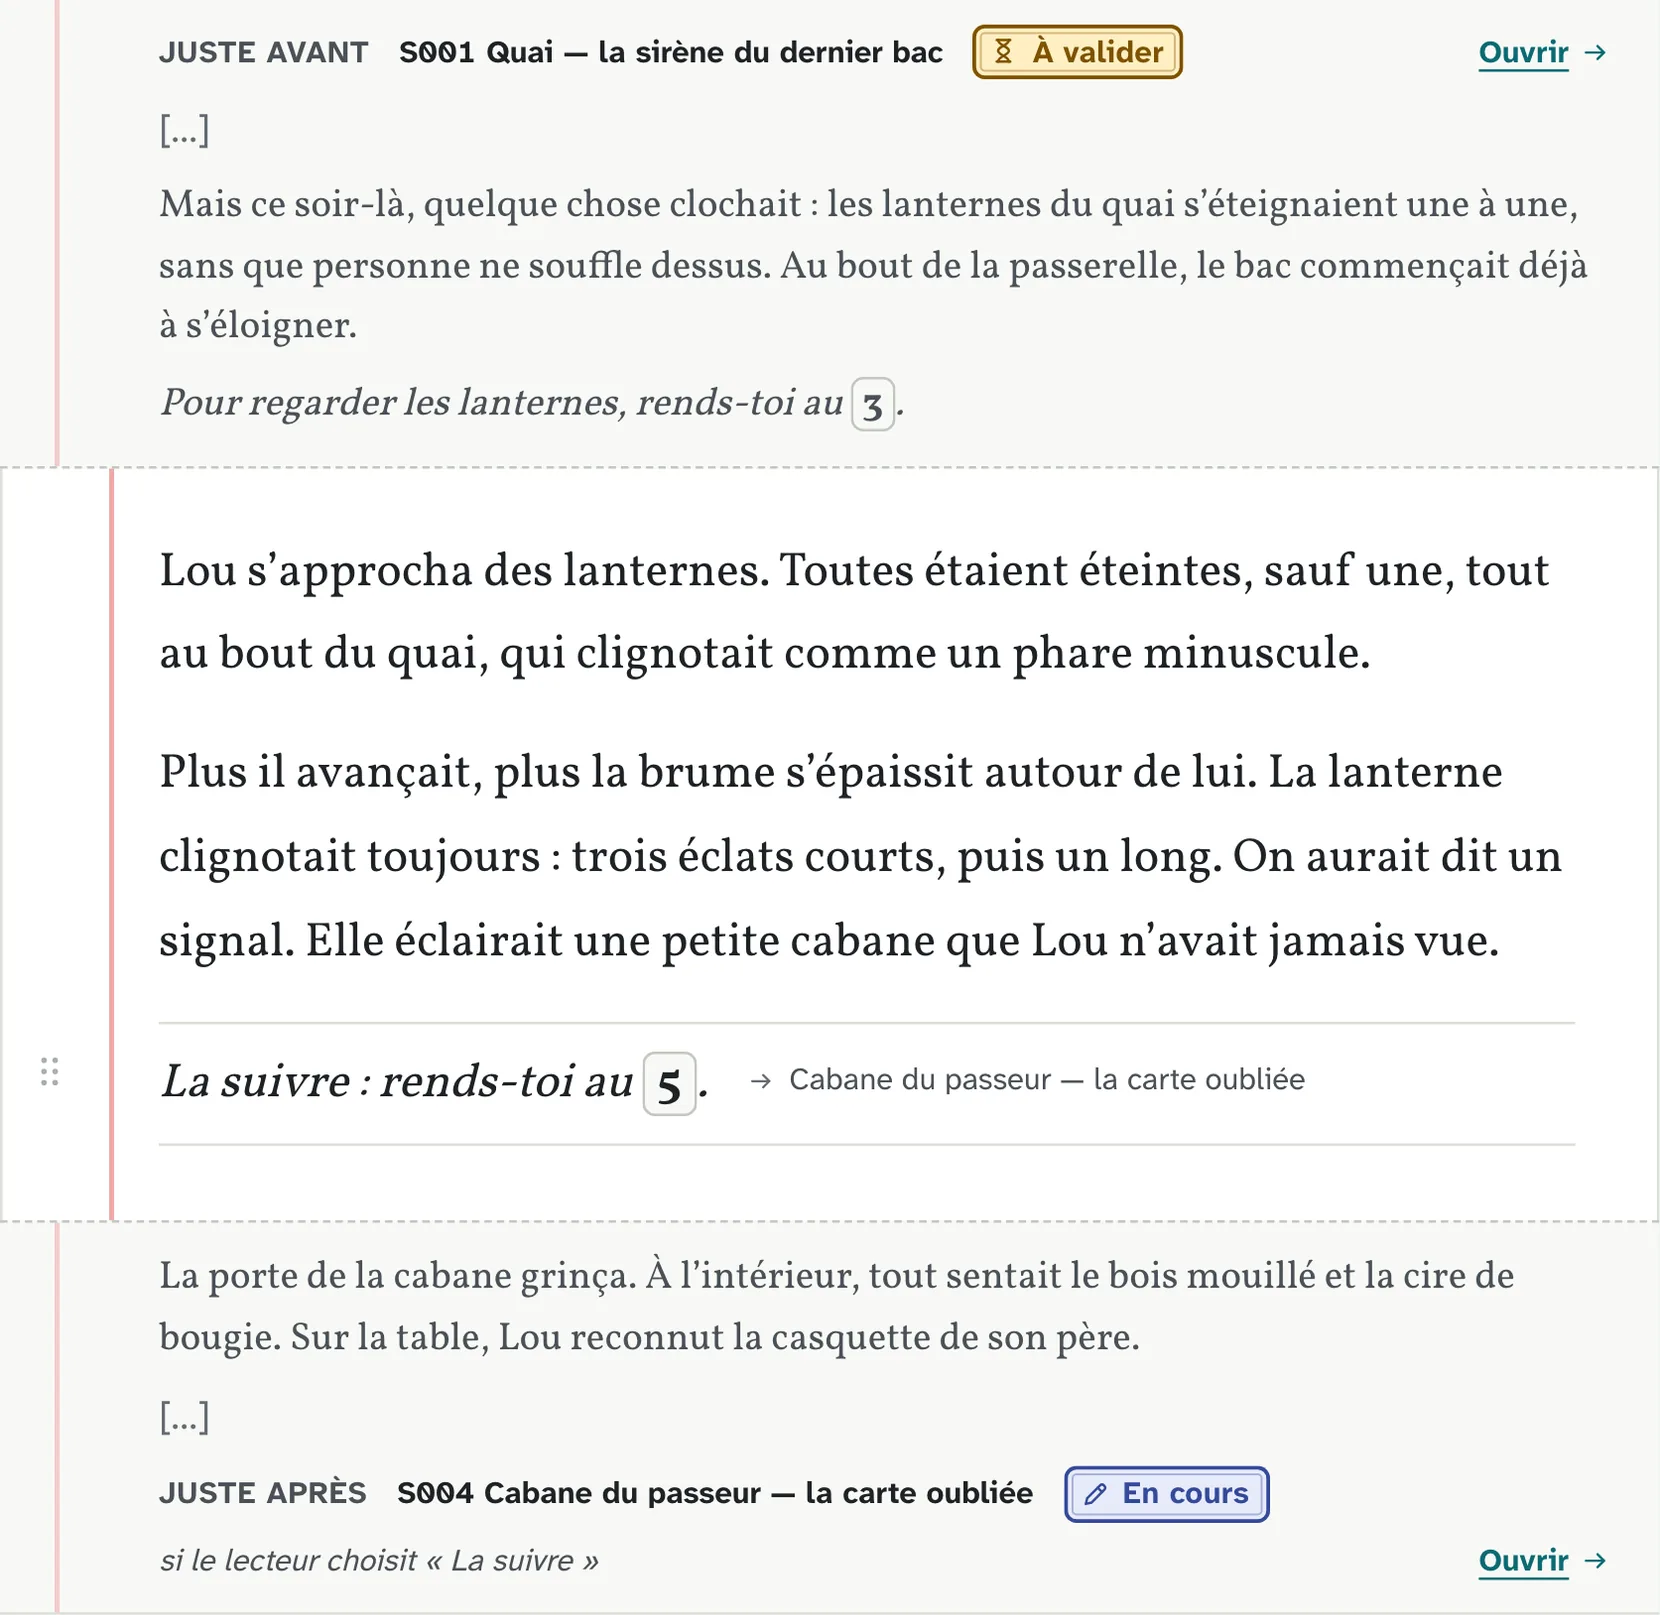 JUSTE AVANT S001 Quai — la sirène du dernier bac À valider Ouvrir →
[…]
Mais ce soir-là, quelque chose clochait : les lanternes du quai s’éteignaient une à une,
sans que personne ne souffle dessus. Au bout de la passerelle, le bac commençait déjà
à s’éloigner.
Pour regarder les lanternes, rends-toi au 3.
Lou s’approcha des lanternes. Toutes étaient éteintes, sauf une, tout
au bout du quai, qui clignotait comme un phare minuscule.
Plus il avançait, plus la brume s’épaissit autour de lui. La lanterne
clignotait toujours : trois éclats courts, puis un long. On aurait dit un
signal. Elle éclairait une petite cabane que Lou n’avait jamais vue.
La suivre : rends-toi au 5. → Cabane du passeur — la carte oubliée
La porte de la cabane grinça. À l’intérieur, tout sentait le bois mouillé et la cire de
bougie. Sur la table, Lou reconnut la casquette de son père.
[…]
JUSTE APRÈS S004 Cabane du passeur — la carte oubliée En cours
si le lecteur choisit « La suivre » Ouvrir →